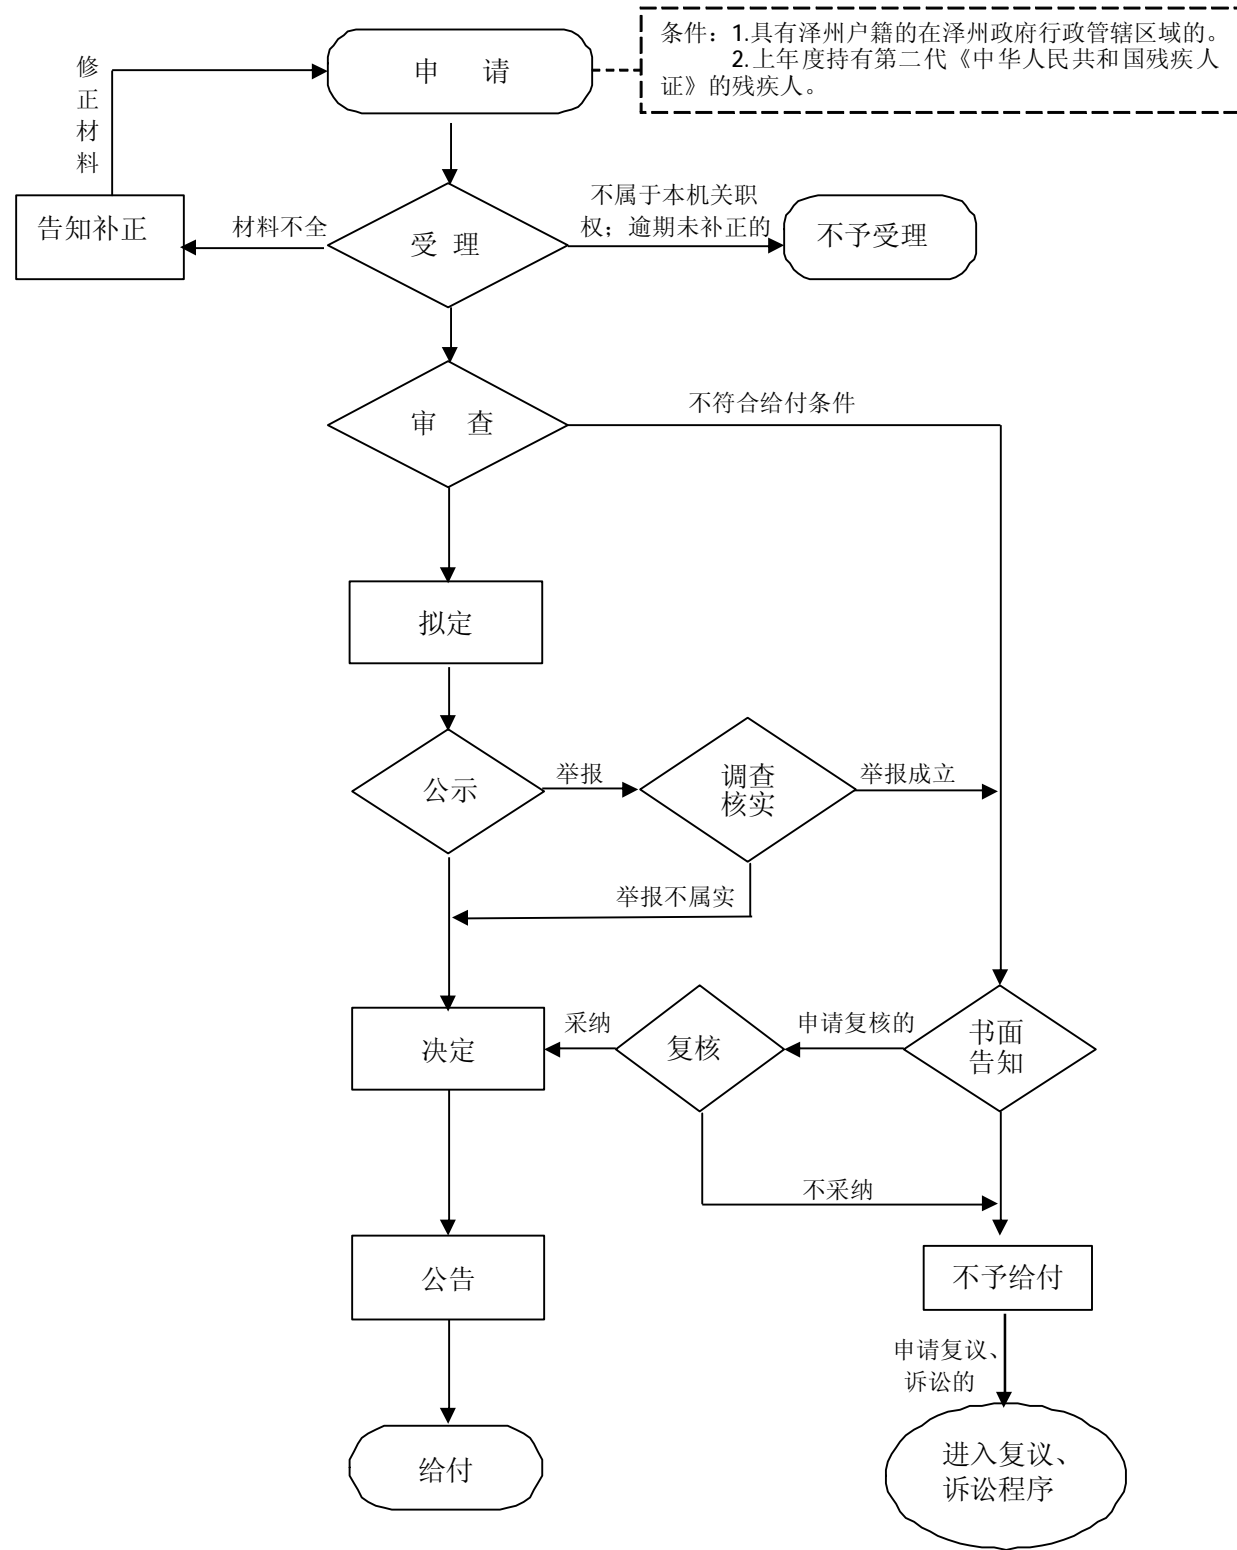 条件：1.具有泽州户籍的在泽州政府行政管辖区域的。
2.上年度持有第二代《中华人民共和国残疾人
证》的残疾人。
申 请
修
正
材
料
告知补正
材料不全
受 理
不属于本机关职
权；逾期未补正的
不予受理
审 查
不符合给付条件
拟定
公示
举报
调查
核实
举报成立
举报不属实
决定
采纳
复核
申请复核的
书面
告知
不采纳
公告
不予给付
申请复议、
诉讼的
给付
进入复议、
诉讼程序